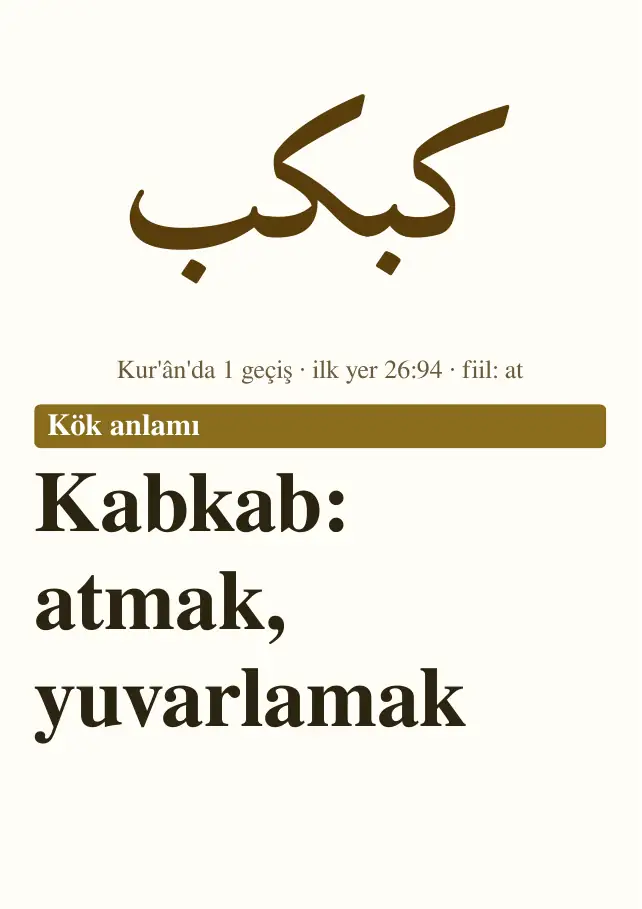 كبكب
Kur'ân'da 1 geçiş · ilk yer 26:94 · fiil: at
Kök anlamı
Kabkab:
atmak,
yuvarlamak